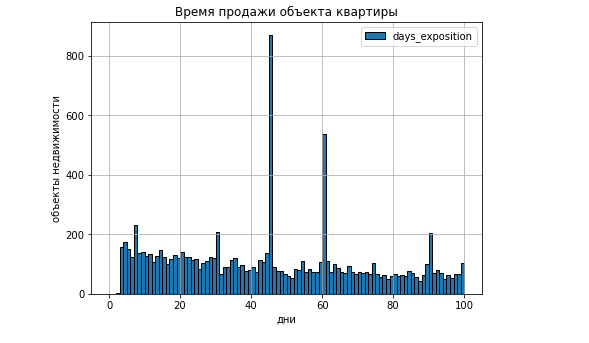 Время продажи объекта квартиры
days_exposition
объекты недвижимости
800
600
400
200
0
0 20 40 60 80 100
дни